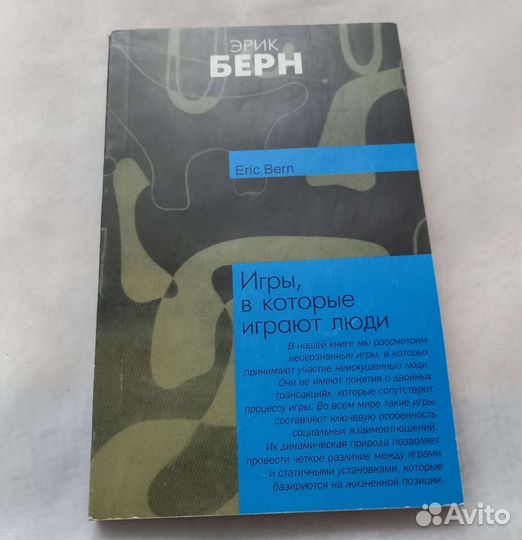 ЭРИК
БЕРН
Eric Bern
Игры,
в которые
играют люди
В нашей книге мы рассмотрим
неосознанные игры, в которых
принимают участие неискушенные люди.
Они не имеют понятия о двойных
трансакциях, которые сопутствуют
процессу игры. Во всем мире такие игры
составляют ключевую особенность
социальных взаимоотношений.
Их динамическая природа позволяет
провести четкое различие между играми
и статичными установками, которые
базируются на жизненной позиции.
Avito